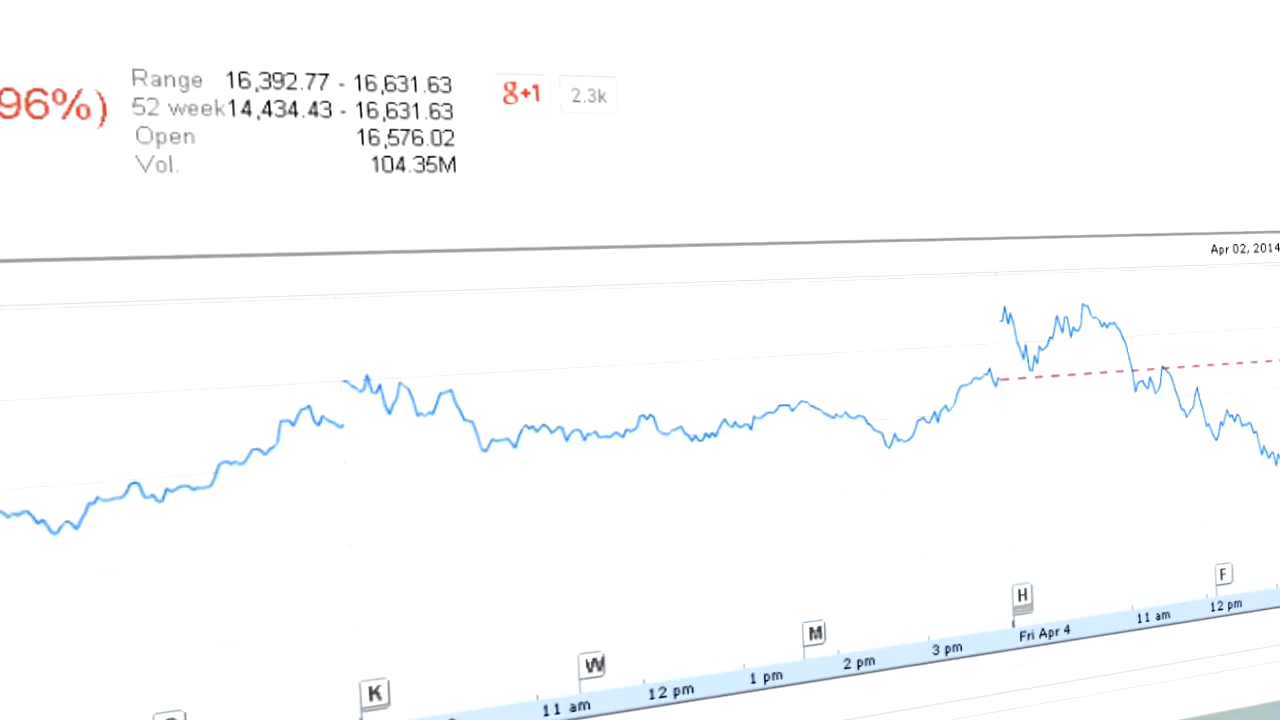 96%)
Range 16,392.77 - 16,631.63
52 week 14,434.43 - 16,631.63
Open 16,576.02
Vol. 104.35M
g+1 2.3k
Apr 02, 2014
F
H
M
W
K
11 am 12 pm 1 pm 2 pm 3 pm Fri Apr 4 11 am 12 pm